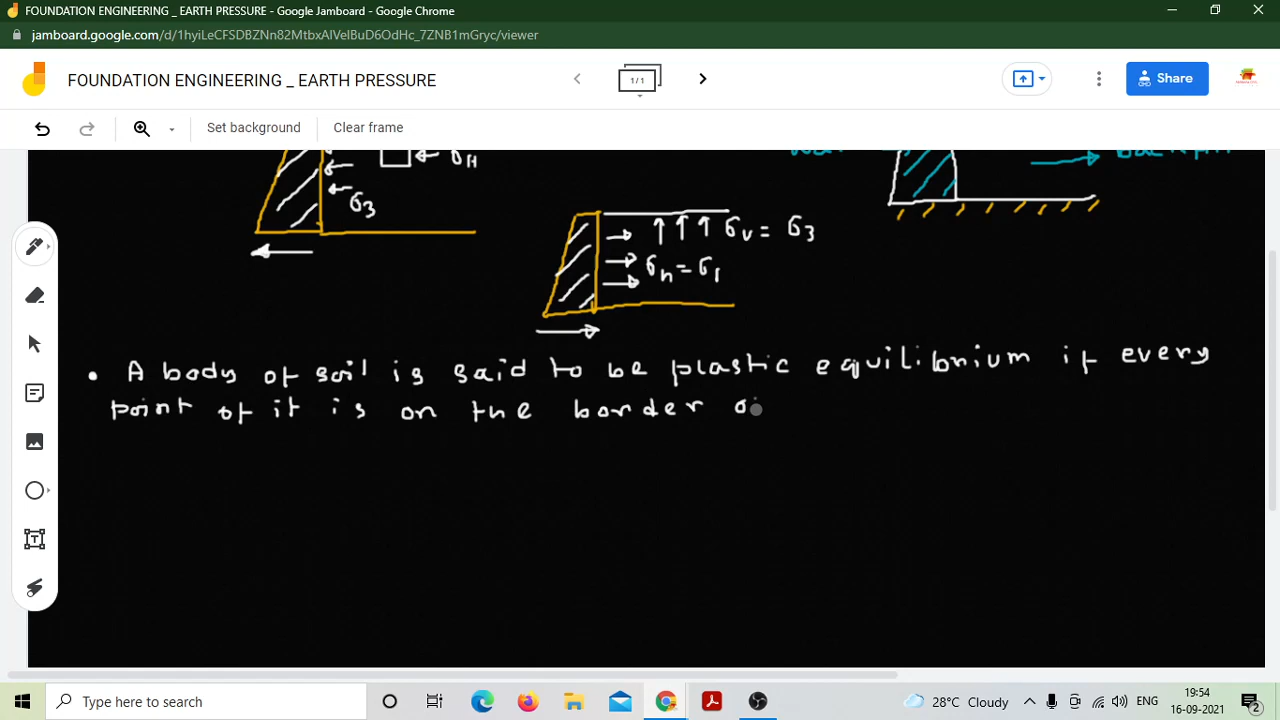 FOUNDATION ENGINEERING _ EARTH PRESSURE - Google Jamboard - Google Chrome
jamboard.google.com/d/1hyiLeCFSDBZNn82MtbxAlVelBuD6OdHc_7ZNB1mGryc/viewer
FOUNDATION ENGINEERING _ EARTH PRESSURE
1/1
Share
Set background
Clear frame
σH
σ3
σv = σ3
σh = σ1
• A body of soil is said to be plastic equilibrium if every
point of it is on the border o
Type here to search
28°C Cloudy
ENG
19:54
16-09-2021
2